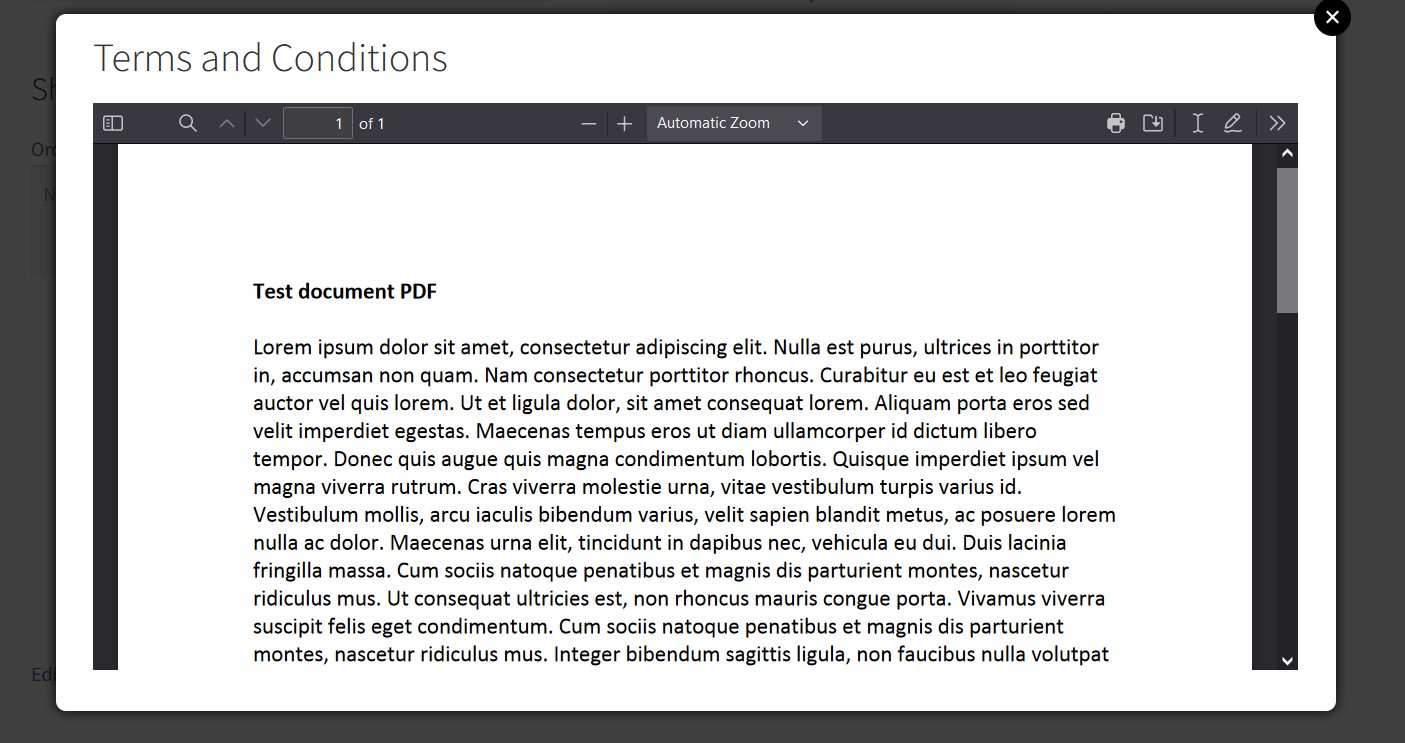 Terms and Conditions
1 of 1
Automatic Zoom
Test document PDF
Lorem ipsum dolor sit amet, consectetur adipiscing elit. Nulla est purus, ultrices in porttitor
in, accumsan non quam. Nam consectetur porttitor rhoncus. Curabitur eu est et leo feugiat
auctor vel quis lorem. Ut et ligula dolor, sit amet consequat lorem. Aliquam porta eros sed
velit imperdiet egestas. Maecenas tempus eros ut diam ullamcorper id dictum libero
tempor. Donec quis augue quis magna condimentum lobortis. Quisque imperdiet ipsum vel
magna viverra rutrum. Cras viverra molestie urna, vitae vestibulum turpis varius id.
Vestibulum mollis, arcu iaculis bibendum varius, velit sapien blandit metus, ac posuere lorem
nulla ac dolor. Maecenas urna elit, tincidunt in dapibus nec, vehicula eu dui. Duis lacinia
fringilla massa. Cum sociis natoque penatibus et magnis dis parturient montes, nascetur
ridiculus mus. Ut consequat ultricies est, non rhoncus mauris congue porta. Vivamus viverra
suscipit felis eget condimentum. Cum sociis natoque penatibus et magnis dis parturient
montes, nascetur ridiculus mus. Integer bibendum sagittis ligula, non faucibus nulla volutpat